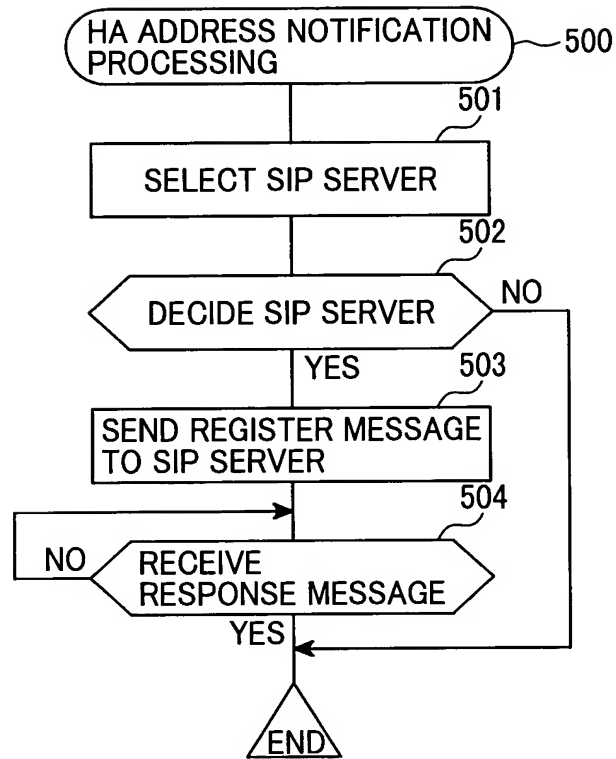 HA ADDRESS NOTIFICATION
PROCESSING
500
501
SELECT SIP SERVER
502
DECIDE SIP SERVER
NO
YES
503
SEND REGISTER MESSAGE
TO SIP SERVER
504
NO
RECEIVE
RESPONSE MESSAGE
YES
END